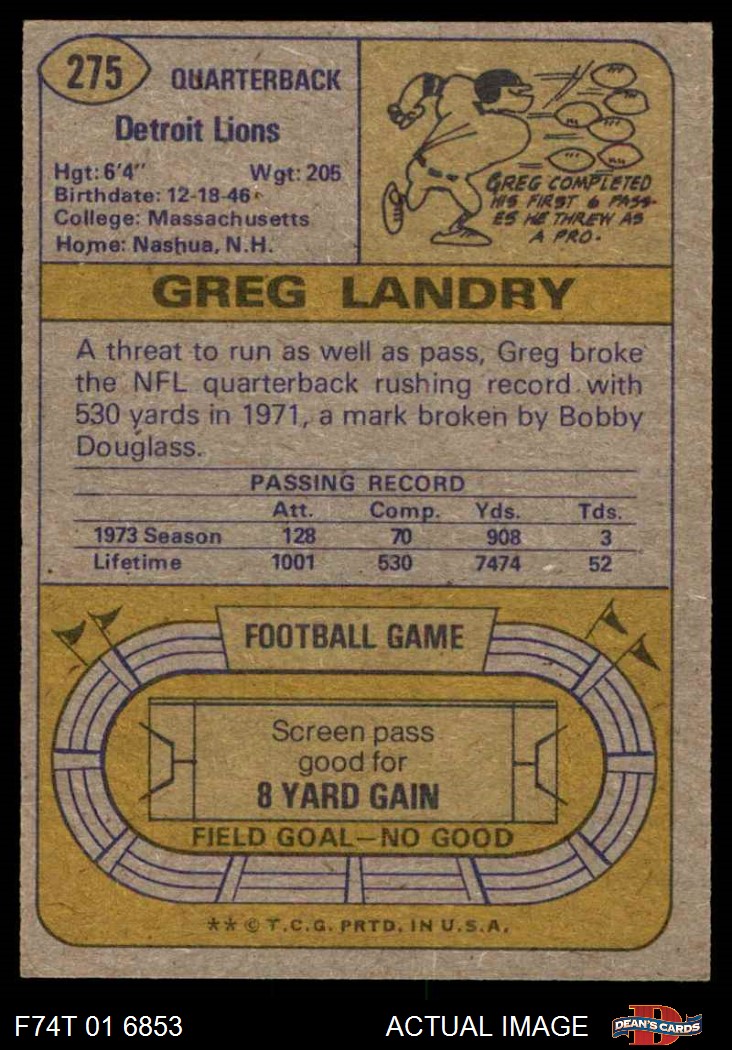 275
QUARTERBACK
Detroit Lions
Hgt: 6'4" Wgt: 205
Birthdate: 12-18-46
College: Massachusetts
Home: Nashua, N.H.
GREG COMPLETED
HIS FIRST 6 PASS-
ES HE THREW AS
A PRO.
GREG LANDRY
A threat to run as well as pass, Greg broke
the NFL quarterback rushing record with
530 yards in 1971, a mark broken by Bobby
Douglass.
PASSING RECORD
Att. Comp. Yds. Tds.
1973 Season 128 70 908 3
Lifetime 1001 530 7474 52
FOOTBALL GAME
Screen pass
good for
8 YARD GAIN
FIELD GOAL—NO GOOD
** © T.C.G. PRTD. IN U.S.A.
F74T 01 6853 ACTUAL IMAGE
D
DEAN'S CARDS